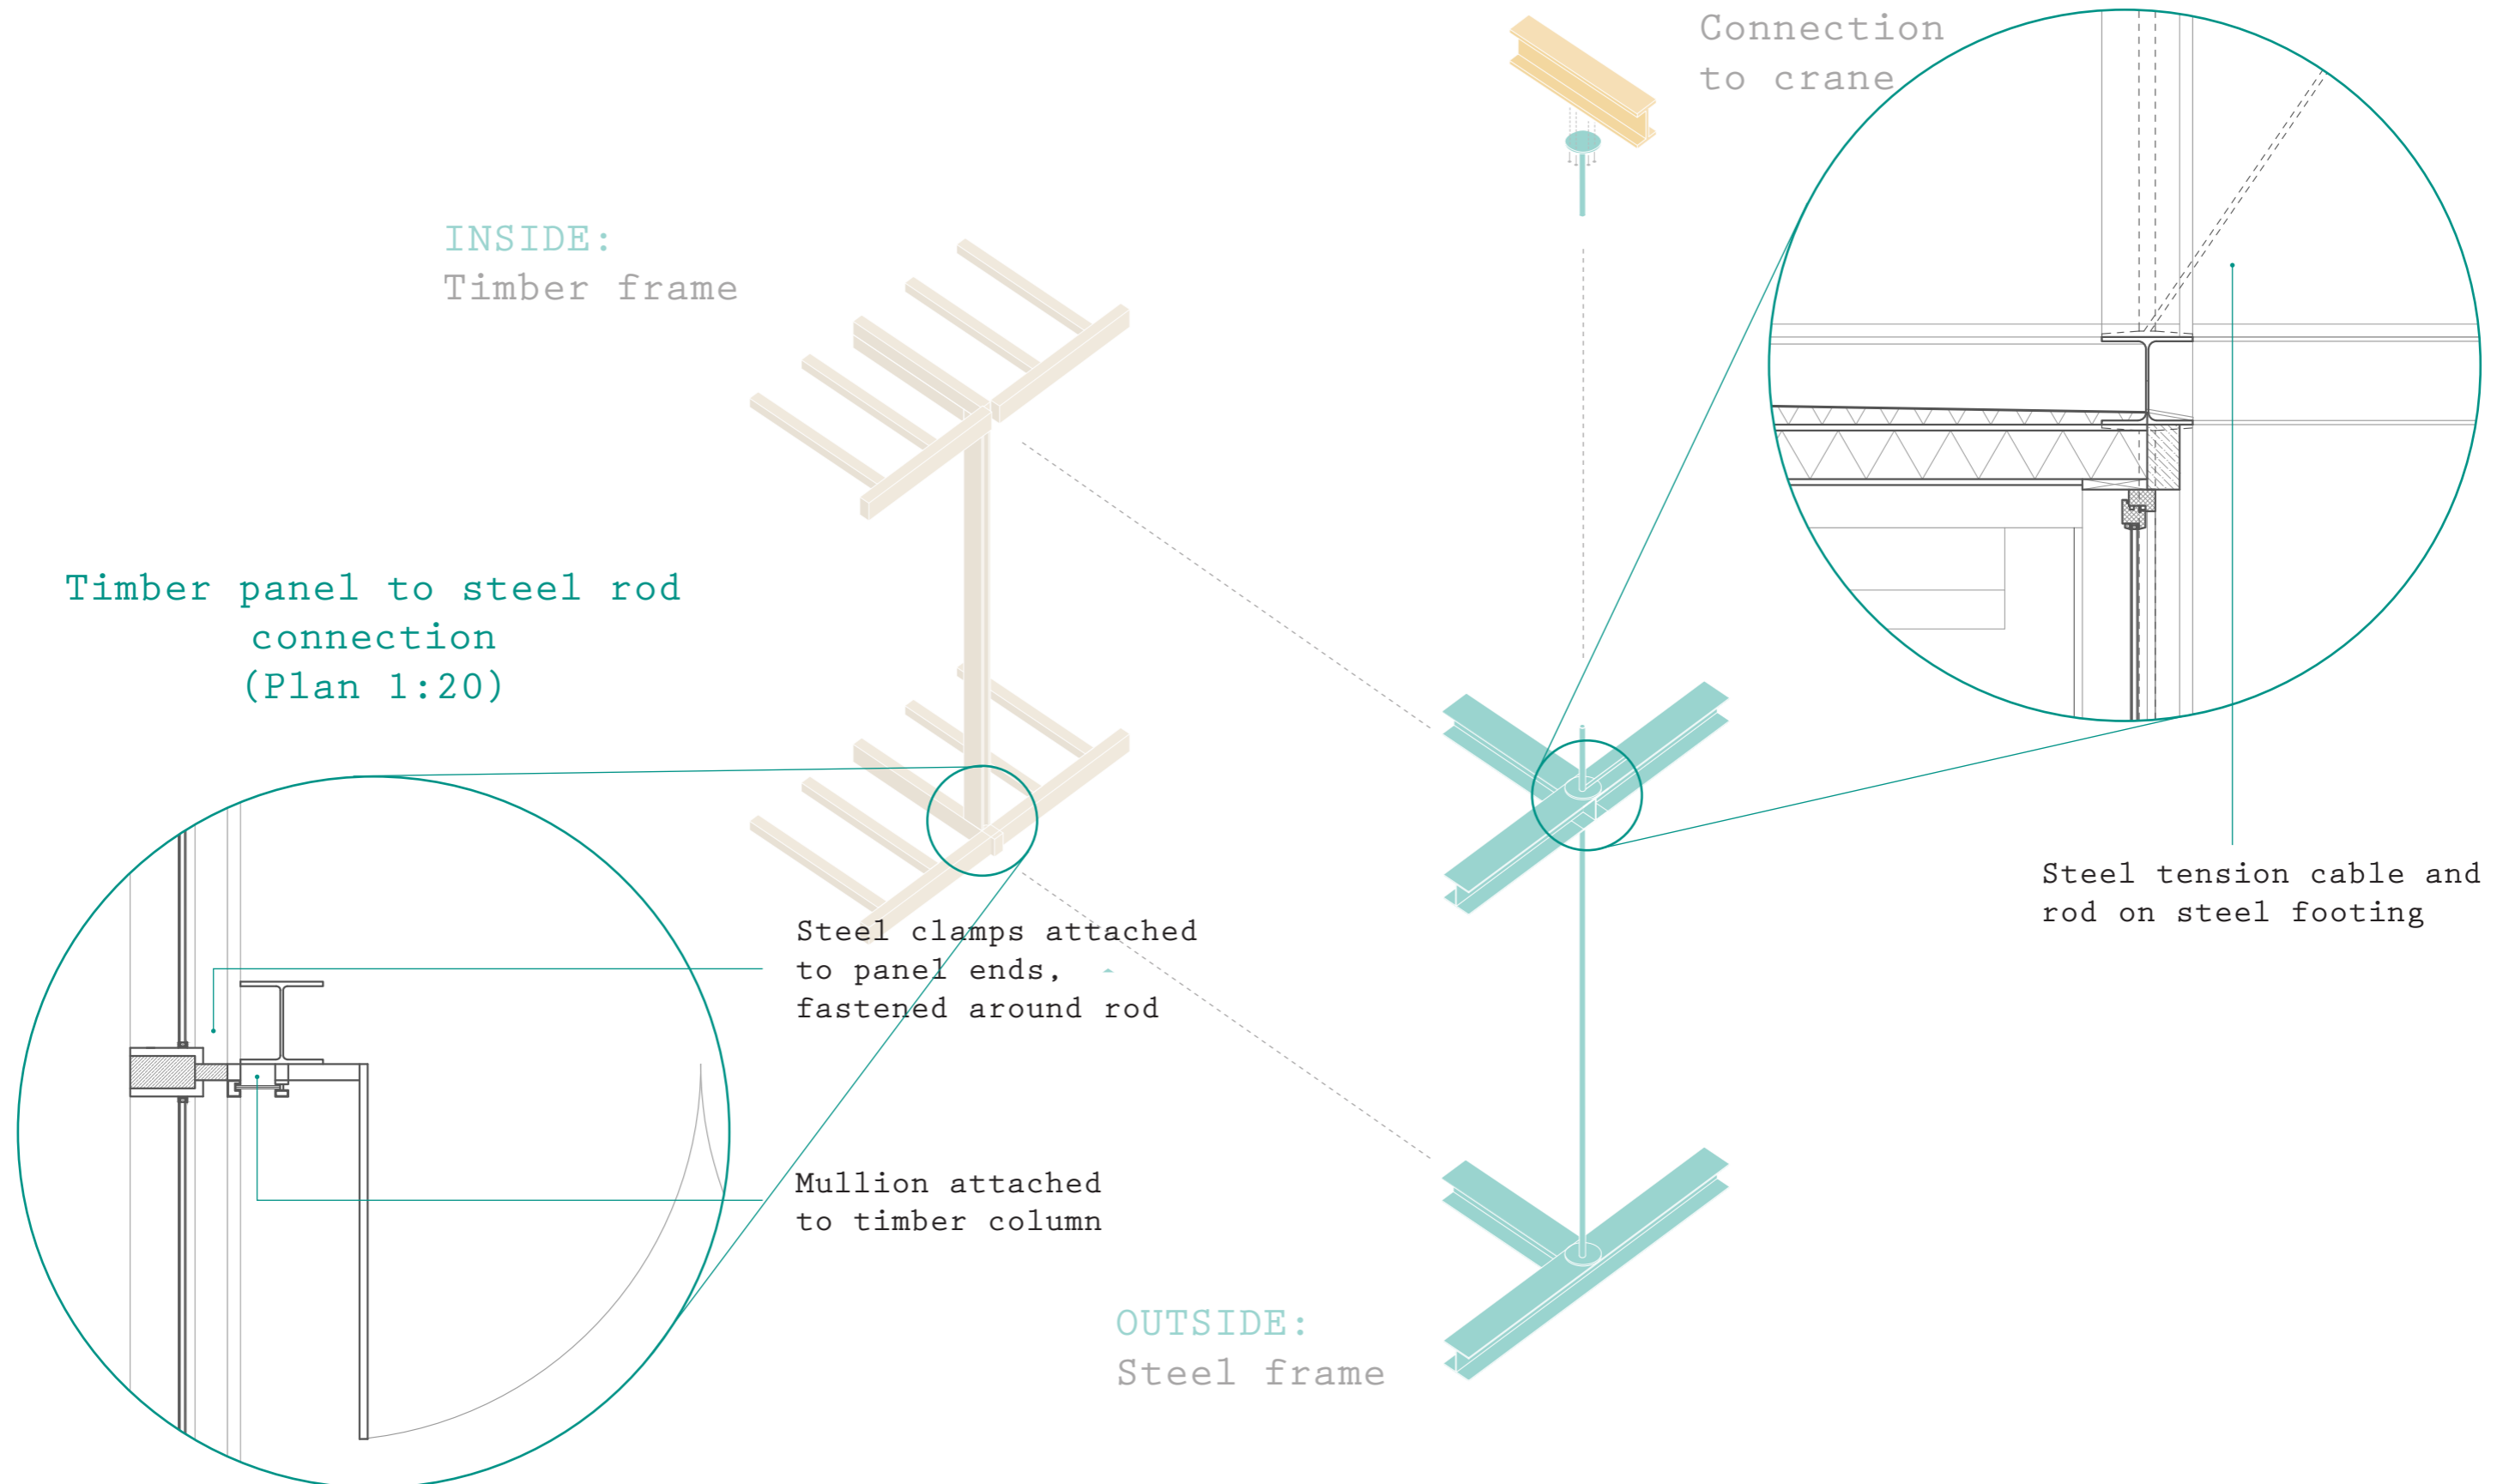 Connection
to crane
INSIDE:
Timber frame
Timber panel to steel rod
connection
(Plan 1:20)
Steel tension cable and
rod on steel footing
Steel clamps attached
to panel ends,
fastened around rod
Mullion attached
to timber column
OUTSIDE:
Steel frame